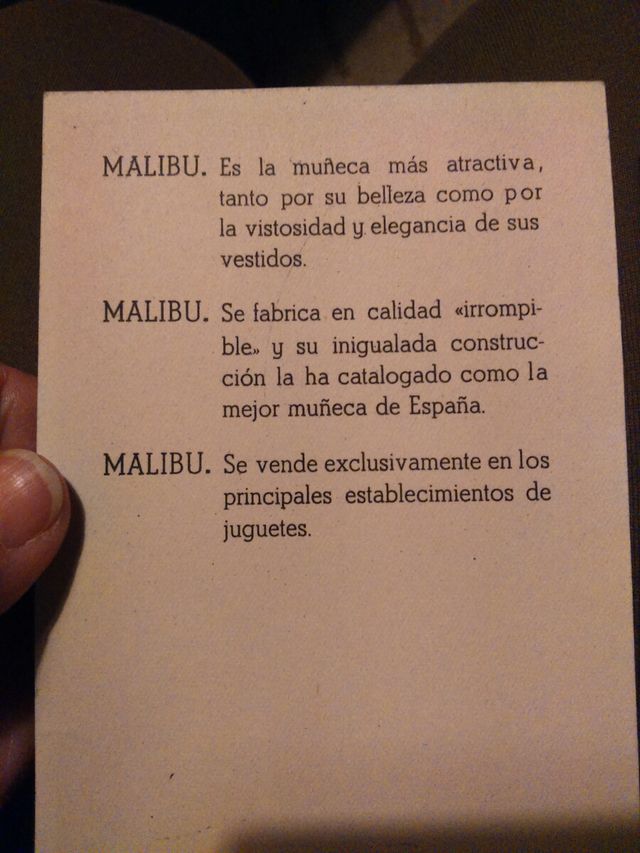 MALIBU. Es la muñeca más atractiva,
tanto por su belleza como por
la vistosidad y elegancia de sus
vestidos.
MALIBU. Se fabrica en calidad «irrompi-
ble» y su inigualada construc-
ción la ha catalogado como la
mejor muñeca de España.
MALIBU. Se vende exclusivamente en los
principales establecimientos de
juguetes.